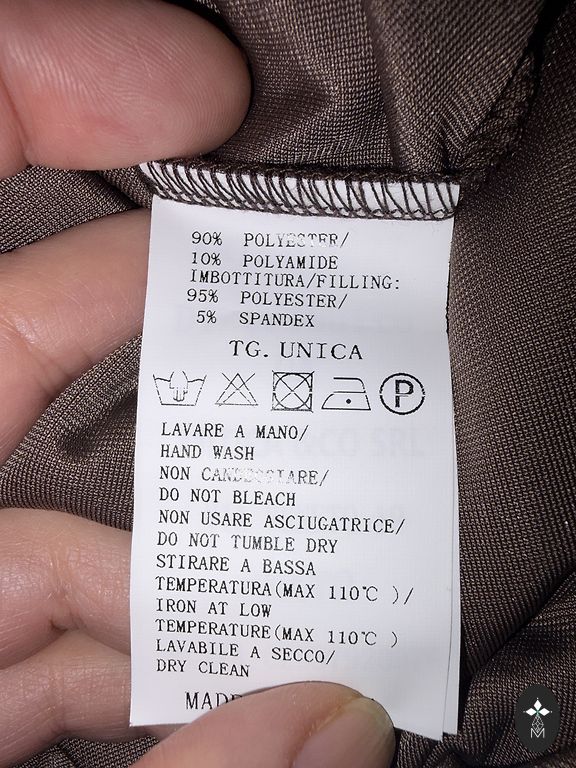 90% POLYESTER/
10% POLYAMIDE
IMBOTTITURA/FILLING:
95% POLYESTER/
5% SPANDEX
TG. UNICA
P
LAVARE A MANO/
HAND WASH
NON CANDEGGIARE/
DO NOT BLEACH
NON USARE ASCIUGATRICE/
DO NOT TUMBLE DRY
STIRARE A BASSA
TEMPERATURA(MAX 110℃ )/
IRON AT LOW
TEMPERATURE(MAX 110℃ )
LAVABILE A SECCO/
DRY CLEAN
MADE